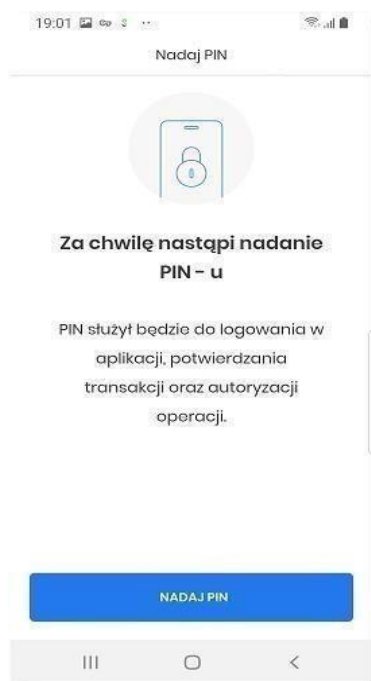 19:01
Nadaj PIN
Za chwilę nastąpi nadanie
PIN - u
PIN służył będzie do logowania w
aplikacji, potwierdzania
transakcji oraz autoryzacji
operacji.
NADAJ PIN